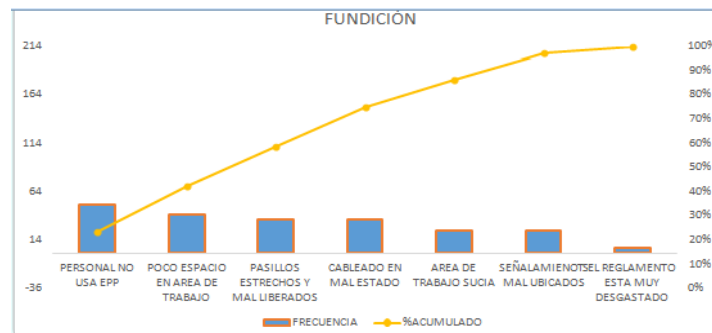 FUNDICIÓN
214
164
114
64
14
-36
100%
90%
80%
70%
60%
50%
40%
30%
20%
10%
0%
PERSONAL NO
USA EPP
POCO ESPACIO
EN AREA DE
TRABAJO
PASILLOS
ESTRECHOS Y
MAL LIBERADOS
CABLEADO EN
MAL ESTADO
AREA DE
TRABAJO SUCIA
SEÑALAMIENOTS
MAL UBICADOS
EL REGLAMENTO
ESTA MUY
DESGASTADO
FRECUENCIA
%ACUMULADO